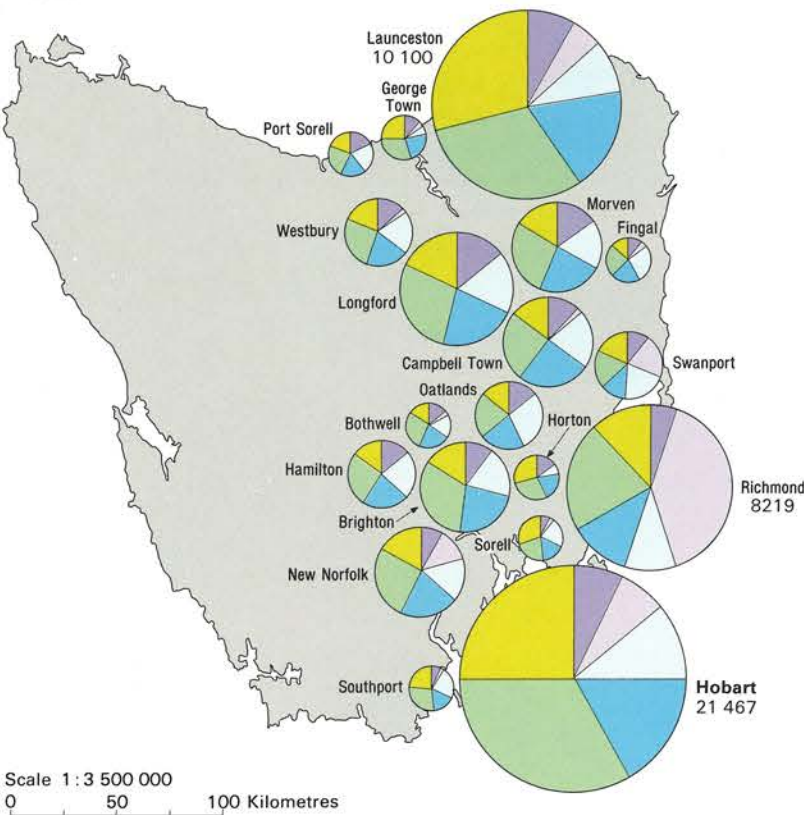 Launceston
10 100
George
Town
Port Sorell
Morven
Fingal
Westbury
Longford
Campbell Town
Swanport
Oatlands
Bothwell
Horton
Hamilton
Richmond
8219
Brighton
Sorell
New Norfolk
Southport
Hobart
21 467
Scale 1:3 500 000
0 50 100 Kilometres